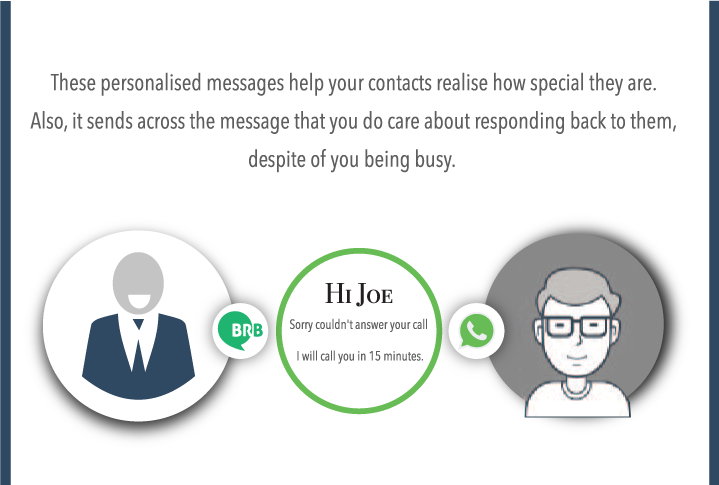 These personalised messages help your contacts realise how special they are.
Also, it sends across the message that you do care about responding back to them,
despite of you being busy.
BRB
HI JOE
Sorry couldn't answer your call
I will call you in 15 minutes.